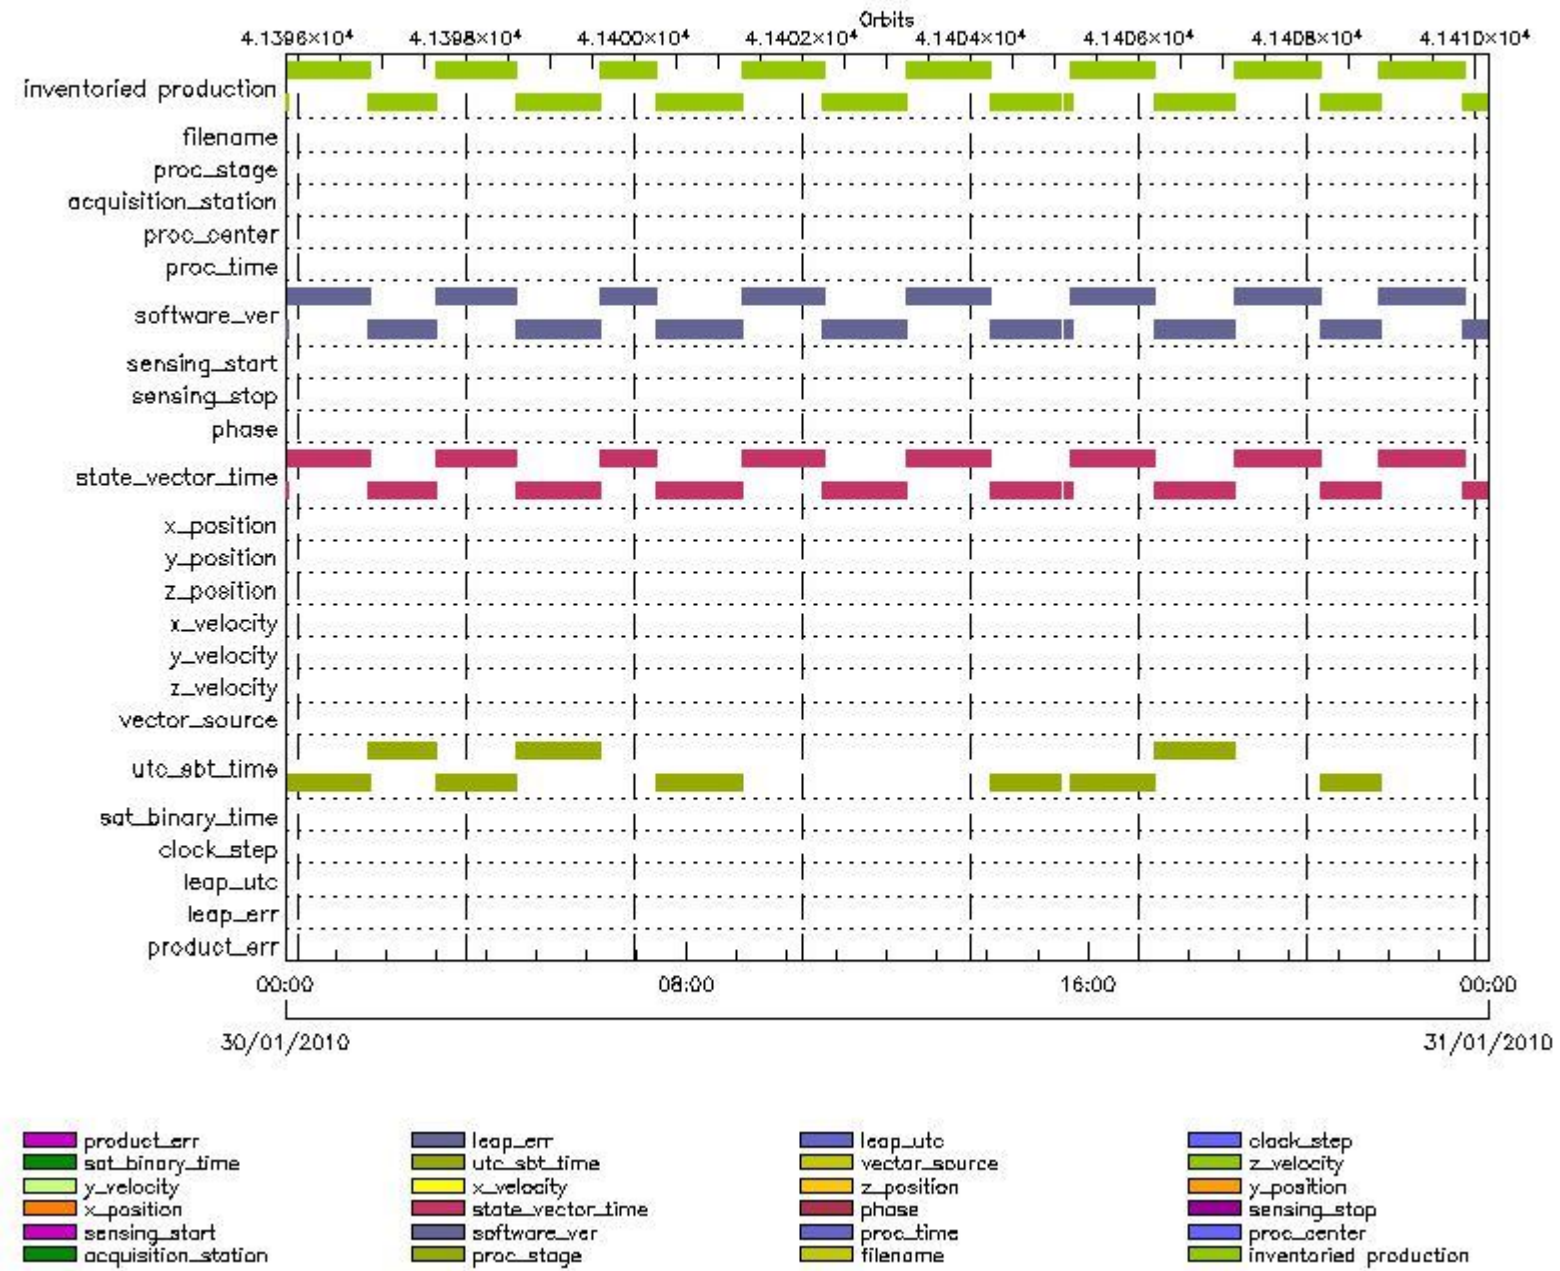 Orbits
4.1396×10⁴ 4.1398×10⁴ 4.1400×10⁴ 4.1402×10⁴ 4.1404×10⁴ 4.1406×10⁴ 4.1408×10⁴ 4.1410×10⁴
inventoried production
filename
proc_stage
acquisition_station
proc_center
proc_time
software_ver
sensing_start
sensing_stop
phase
state_vector_time
x_position
y_position
z_position
x_velocity
y_velocity
z_velocity
vector_source
utc_sbt_time
sat_binary_time
clock_step
leap_utc
leap_err
product_err
00:00 08:00 16:00 00:00
30/01/2010 31/01/2010
product_err leap_err leap_utc clock_step
sat_binary_time utc_sbt_time vector_source z_velocity
y_velocity x_velocity z_position y_position
x_position state_vector_time phase sensing_stop
sensing_start software_ver proc_time proc_center
acquisition_station proc_stage filename inventoried production